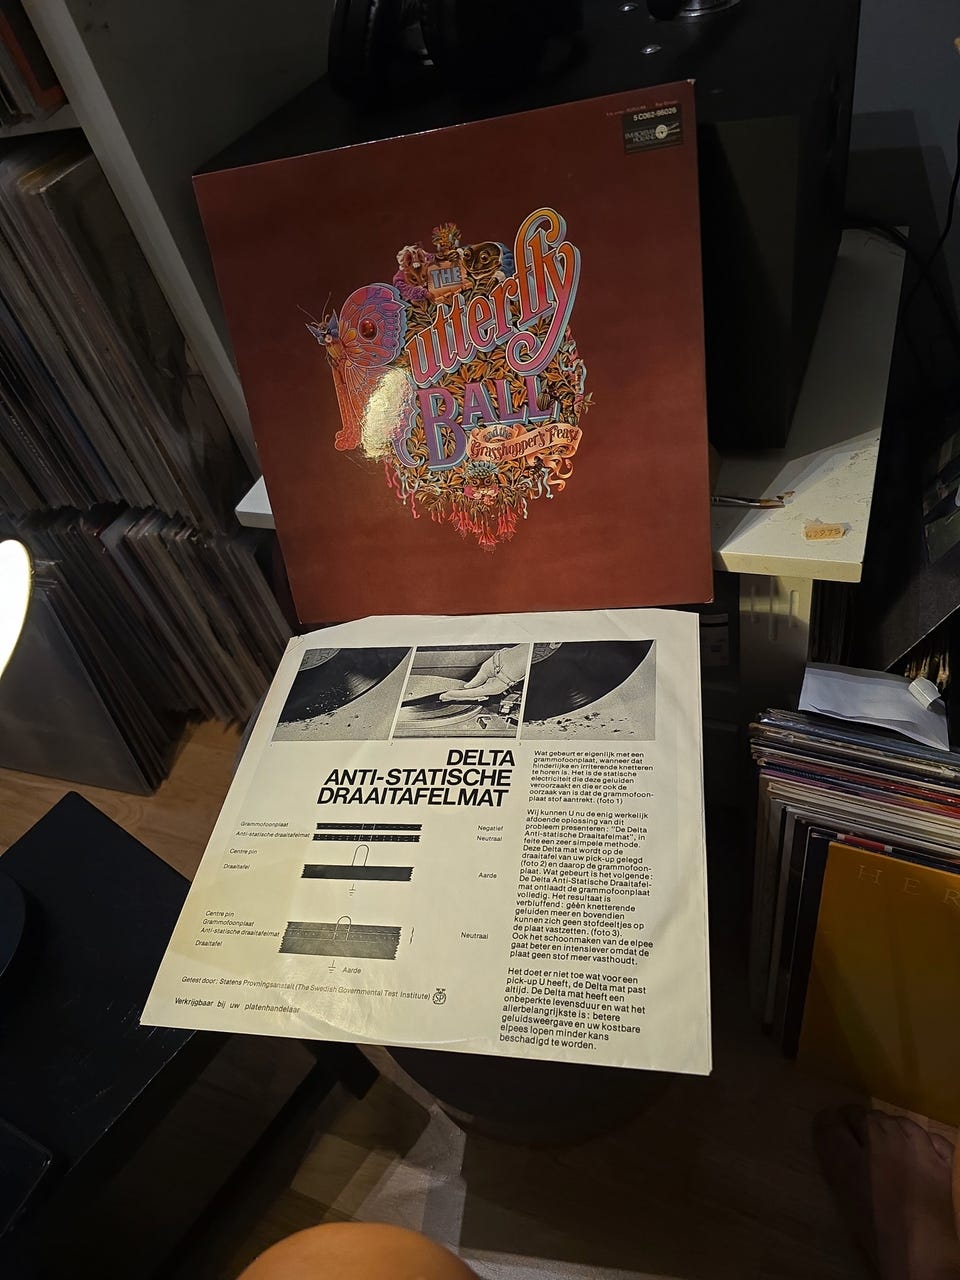 5C062-96026
EMI-BOVEMA
HOLLAND
THE
Butterfly
BALL
and the
Grasshopper's Feast
DELTA
ANTI-STATISCHE
DRAAITAFELMAT
Grammofoonplaat
Negatief
Anti-statische draaitafelmat
Neutraal
Centre pin
Draaitafel
Aarde
Centre pin
Grammofoonplaat
Anti-statische draaitafelmat
Neutraal
Draaitafel
Aarde
Getest door: Statens Provningsanstalt (The Swedish Governmental Test Institute)
SP
Verkrijgbaar bij uw platenhandelaar
Wat gebeurt er eigenlijk met een
grammofoonplaat, wanneer dat
hinderlijke en irriterende knetteren
te horen is. Het is de statische
electriciteit die deze geluiden
veroorzaakt en die er ook de
oorzaak van is dat de grammofoon-
plaat stof aantrekt. (foto 1)
Wij kunnen U nu de enig werkelijk
afdoende oplossing van dit
probleem presenteren: "De Delta
Anti-statische Draaitafelmat", in
feite een zeer simpele methode.
Deze Delta mat wordt op de
draaitafel van uw pick-up gelegd
(foto 2) en daarop de grammofoon-
plaat. Wat gebeurt is het volgende:
De Delta Anti-Statische Draaitafel-
mat ontlaadt de grammofoonplaat
volledig. Het resultaat is
verbluffend: géén knetterende
geluiden meer en bovendien
kunnen zich geen stofdeeltjes op
de plaat vastzetten. (foto 3).
Ook het schoonmaken van de elpee
gaat beter en intensiever omdat de
plaat geen stof meer vasthoudt.
Het doet er niet toe wat voor een
pick-up U heeft, de Delta mat past
altijd. De Delta mat heeft een
onbeperkte levensduur en wat het
allerbelangrijkste is: betere
geluidsweergave en uw kostbare
elpees lopen minder kans
beschadigd te worden.
HER